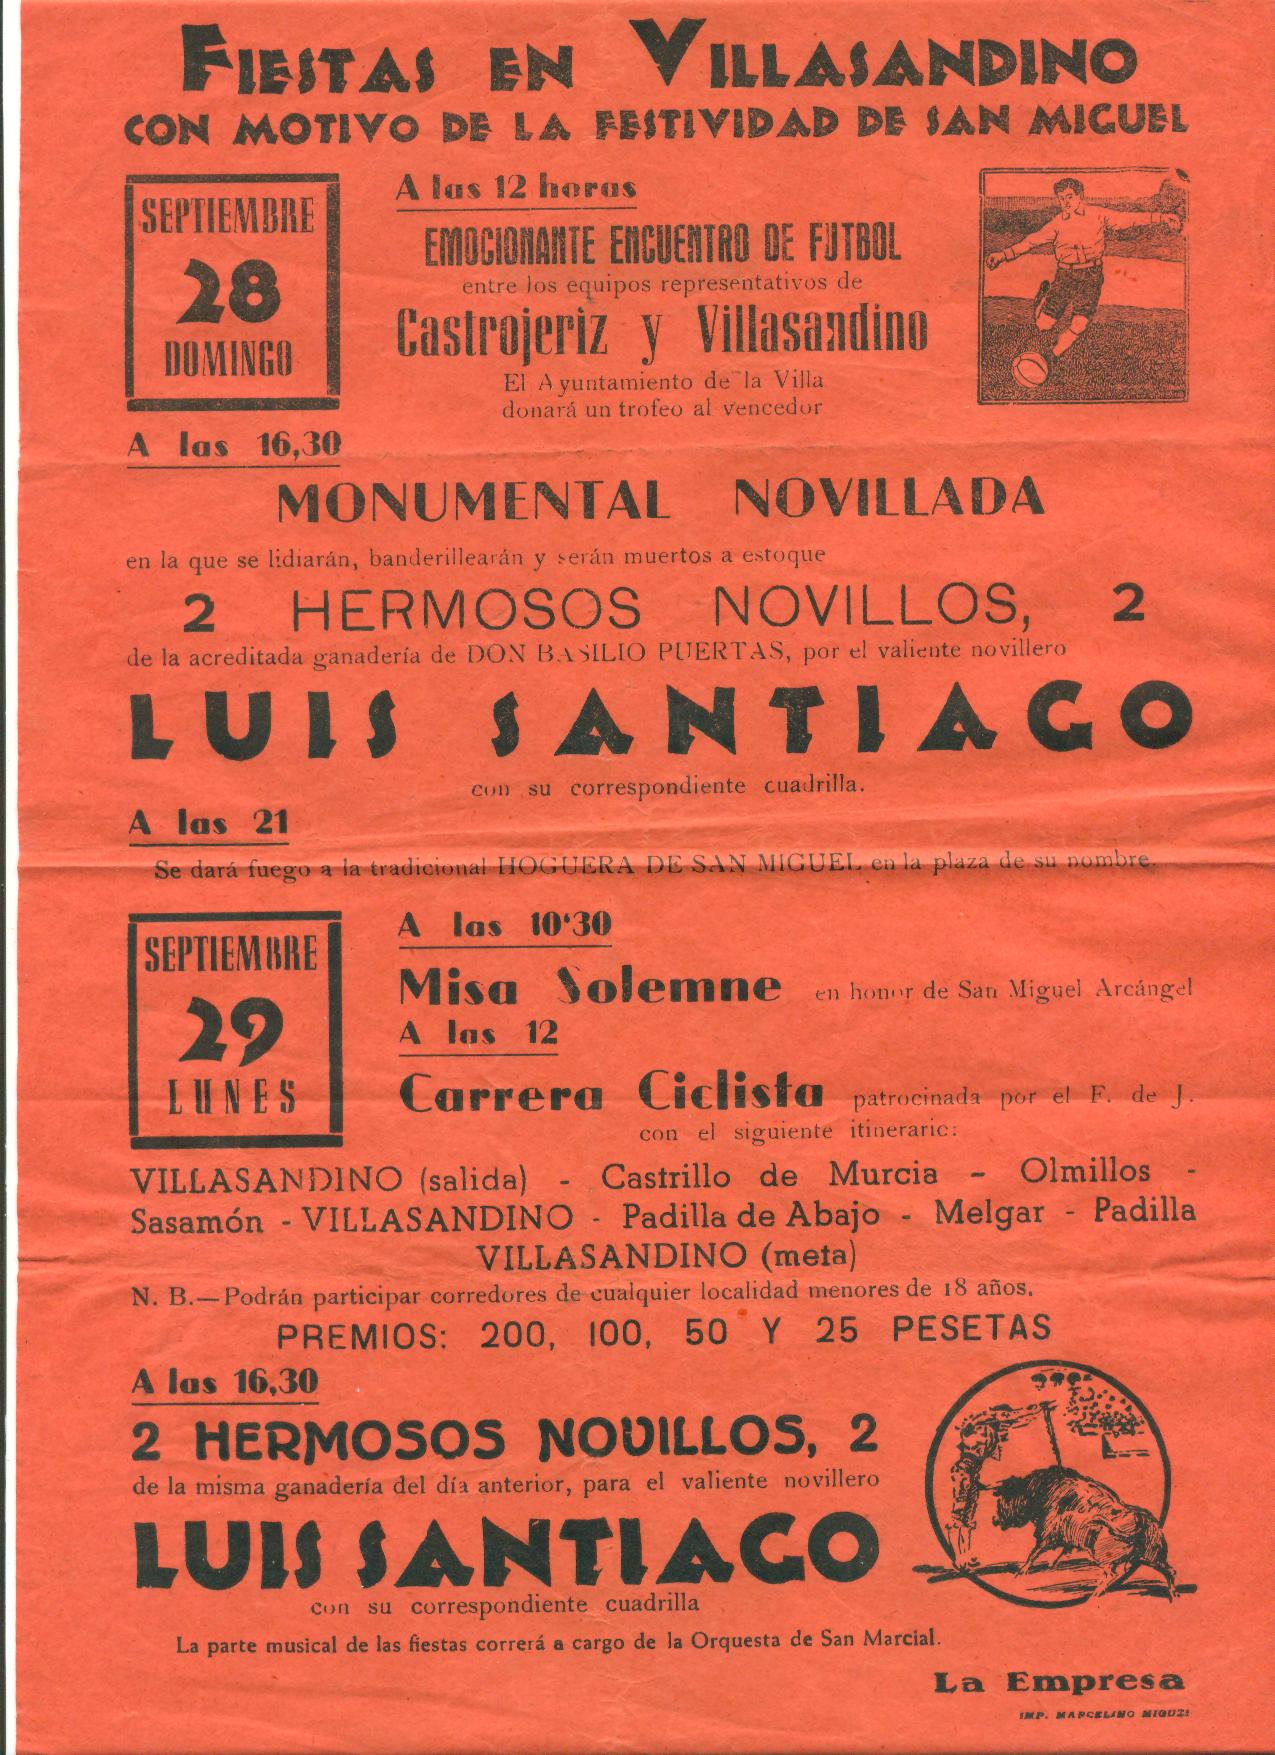 FIESTAS EN VILLASANDINO
CON MOTIVO DE LA FESTIVIDAD DE SAN MIGUEL
SEPTIEMBRE
28
DOMINGO
A las 12 horas
EMOCIONANTE ENCUENTRO DE FUTBOL
entre los equipos representativos de
Castrojeriz y Villasandino
El Ayuntamiento de la Villa
donará un trofeo al vencedor
A las 16,30
MONUMENTAL NOVILLADA
en la que se lidiarán, banderillearán y serán muertos a estoque
2 HERMOSOS NOVILLOS, 2
de la acreditada ganadería de DON BASILIO PUERTAS, por el valiente novillero
LUIS SANTIAGO
con su correspondiente cuadrilla.
A las 21
Se dará fuego a la tradicional HOGUERA DE SAN MIGUEL en la plaza de su nombre.
SEPTIEMBRE
29
LUNES
A las 10'30
Misa Solemne en honor de San Miguel Arcángel
A las 12
Carrera Ciclista patrocinada por el F. de J.
con el siguiente itineraric:
VILLASANDINO (salida) - Castrillo de Murcia - Olmillos -
Sasamón - VILLASANDINO - Padilla de Abajo - Melgar - Padilla
VILLASANDINO (meta)
N. B.—Podrán participar corredores de cualquier localidad menores de 18 años.
PREMIOS: 200, 100, 50 Y 25 PESETAS
A las 16,30
2 HERMOSOS NOVILLOS, 2
de la misma ganadería del día anterior, para el valiente novillero
LUIS SANTIAGO
con su correspondiente cuadrilla
La parte musical de las fiestas correrá a cargo de la Orquesta de San Marcial.
La Empresa
IMP. MARCELINO MIGUEL